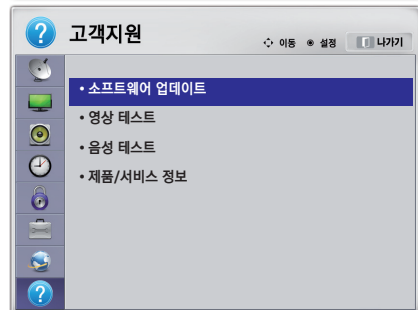 고객지원
이동 설정 나가기
• 소프트웨어 업데이트
• 영상 테스트
• 음성 테스트
• 제품/서비스 정보